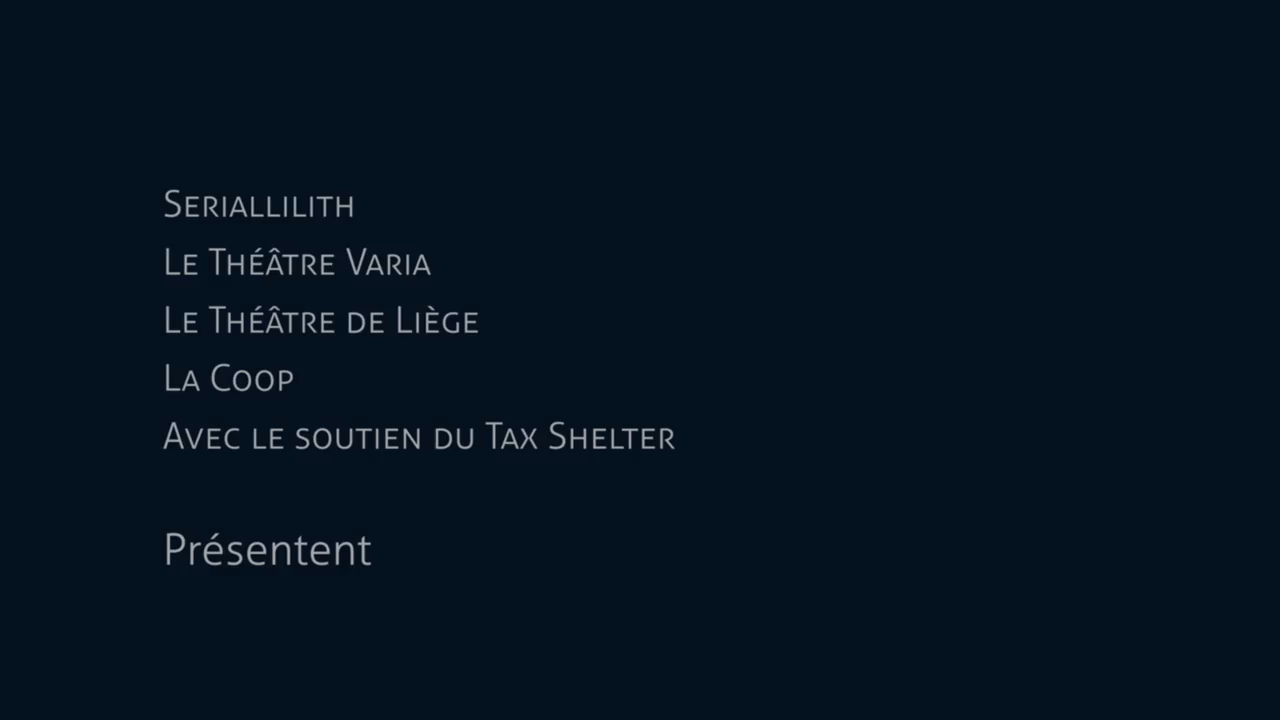 Seriallilith
Le Théâtre Varia
Le Théâtre de Liège
La Coop
Avec le soutien du Tax Shelter
Présentent